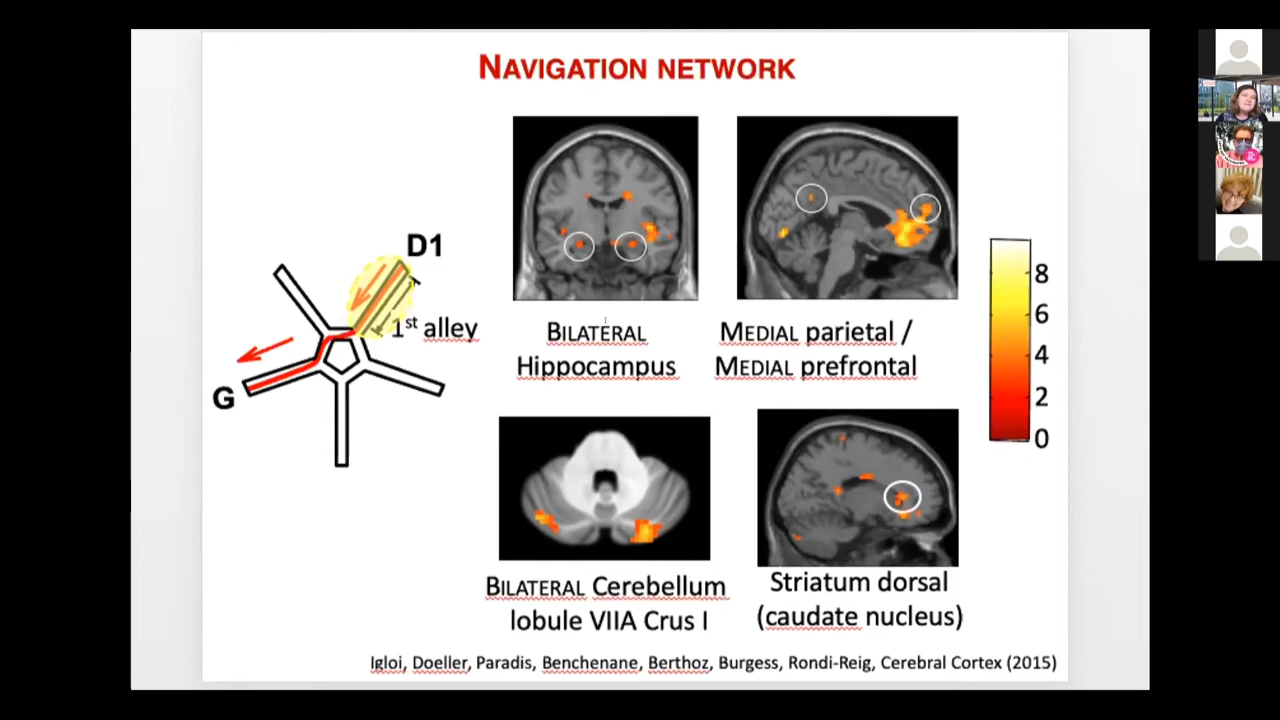 NAVIGATION NETWORK
D1
1st alley
G
BILATERAL
Hippocampus
MEDIAL parietal /
MEDIAL prefrontal
8
6
4
2
0
BILATERAL Cerebellum
lobule VIIA Crus I
Striatum dorsal
(caudate nucleus)
Igloi, Doeller, Paradis, Benchenane, Berthoz, Burgess, Rondi-Reig, Cerebral Cortex (2015)